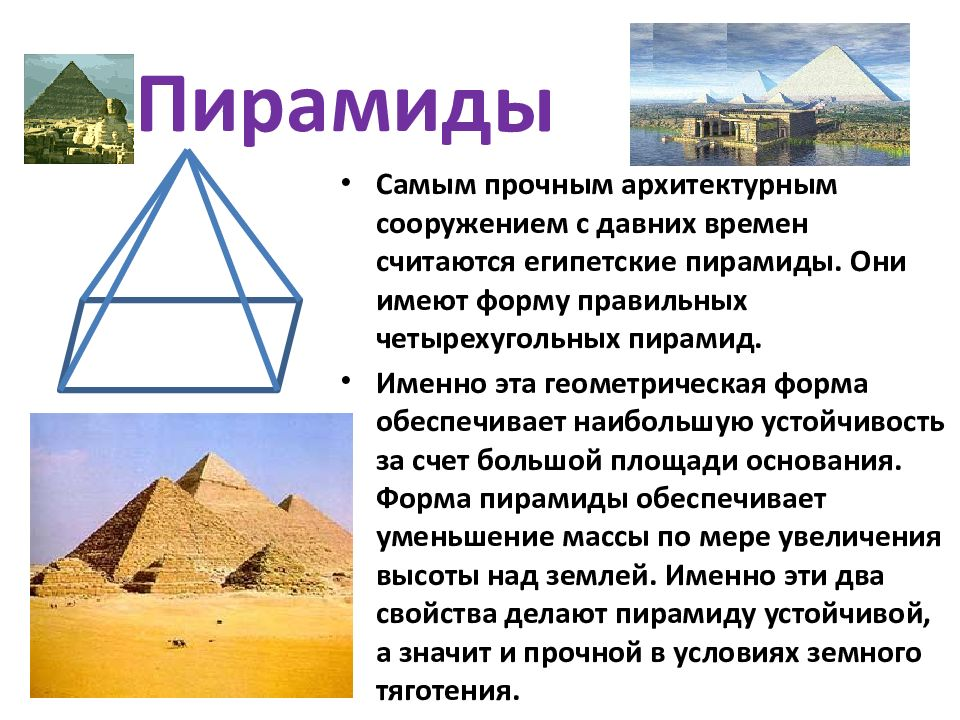 Пирамиды
• Самым прочным архитектурным
сооружением с давних времен
считаются египетские пирамиды. Они
имеют форму правильных
четырехугольных пирамид.
• Именно эта геометрическая форма
обеспечивает наибольшую устойчивость
за счет большой площади основания.
Форма пирамиды обеспечивает
уменьшение массы по мере увеличения
высоты над землей. Именно эти два
свойства делают пирамиду устойчивой,
а значит и прочной в условиях земного
тяготения.